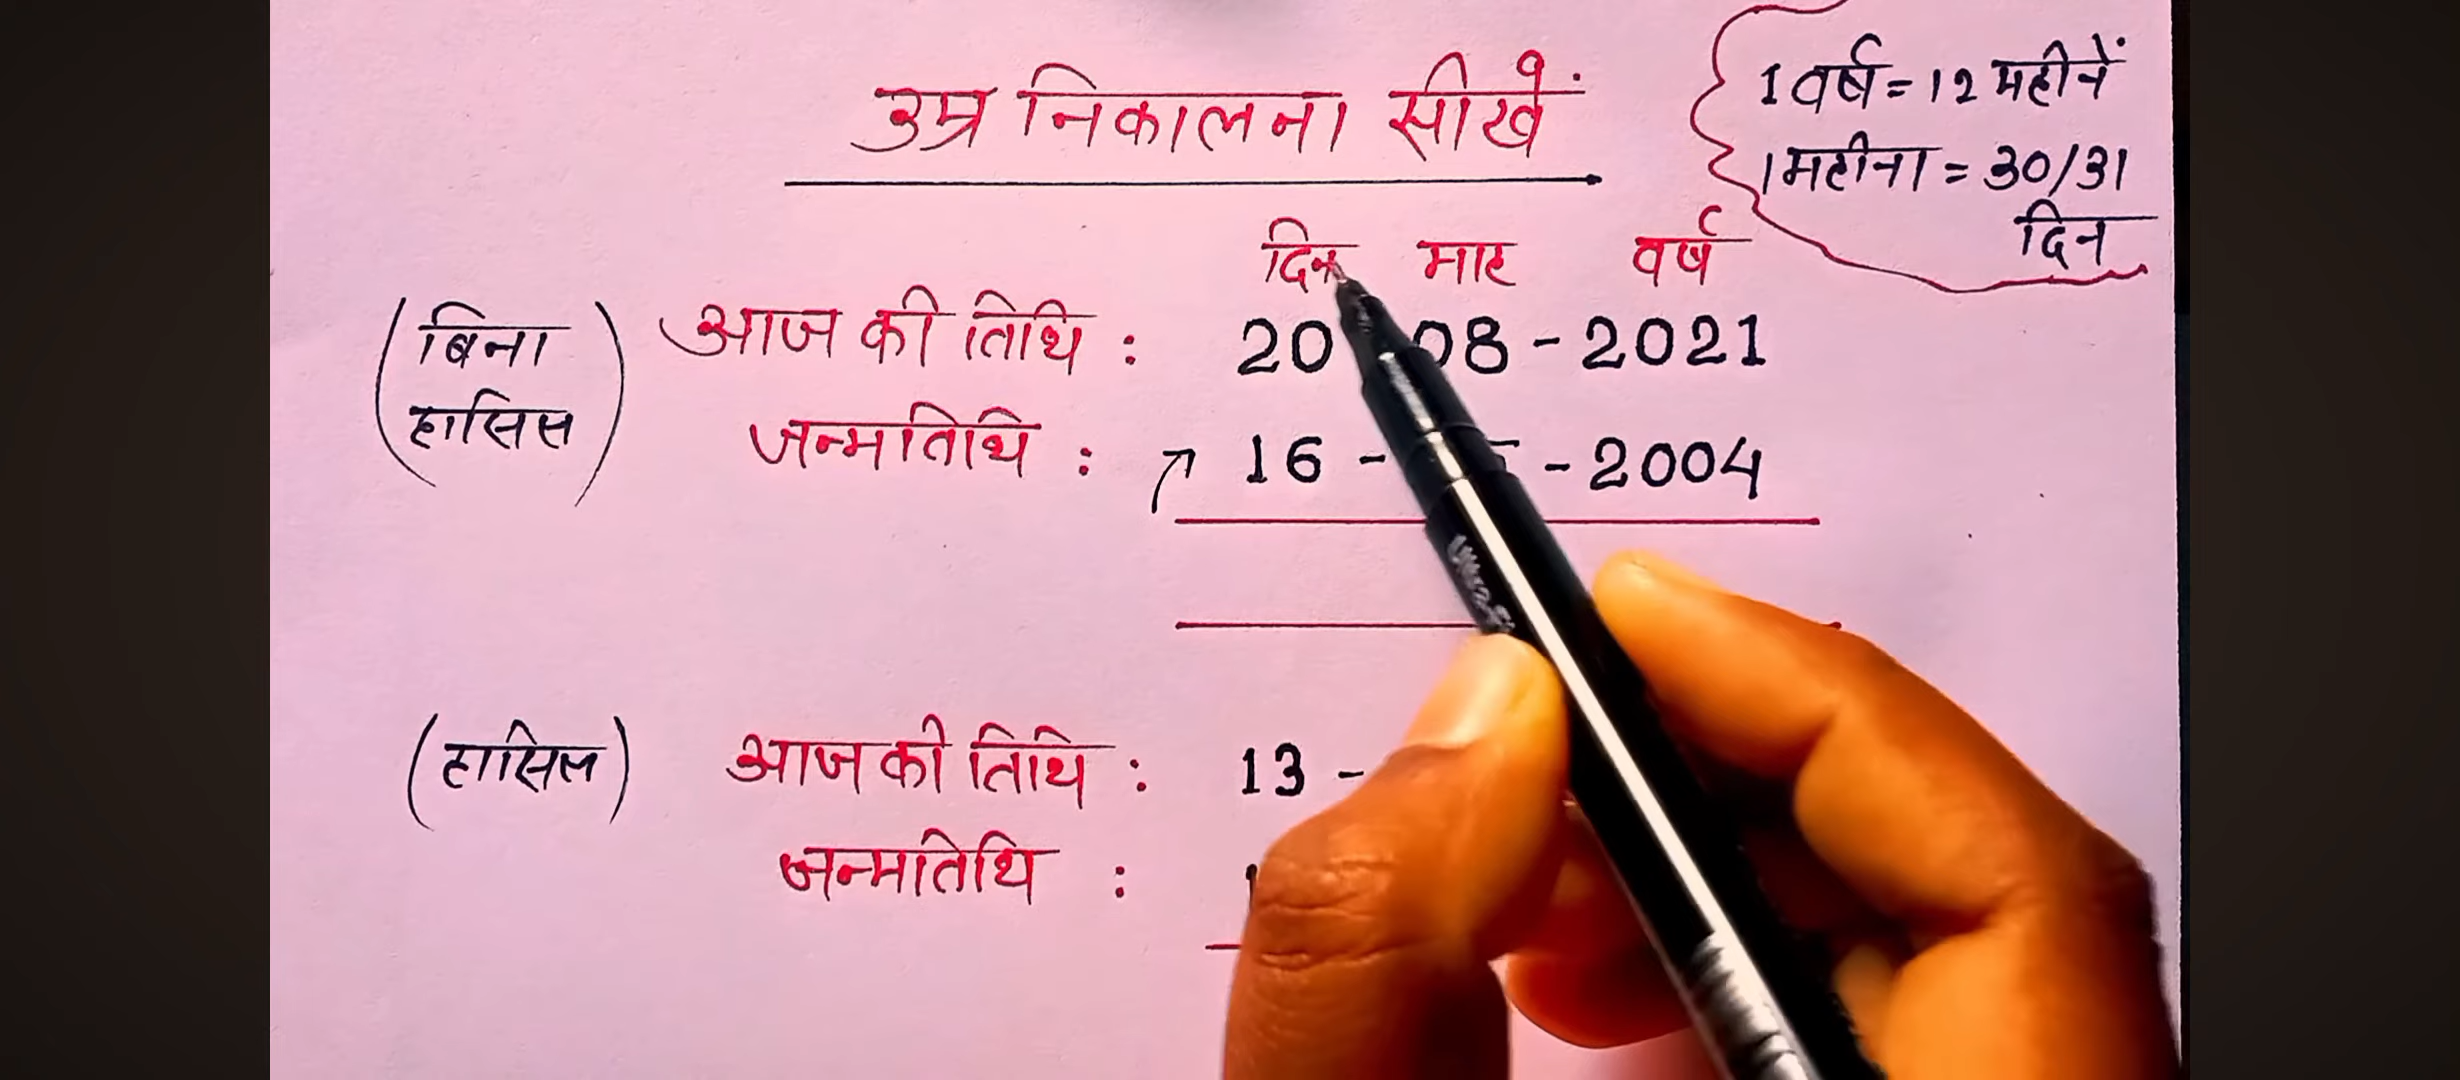 उम्र निकालना सीखें
1 वर्ष = 12 महीनें
1 महीना = 30/31
दिन
दिन माह वर्ष
(बिना हासिल) आज की तिथि : 20 08 - 2021
जन्मतिथि : 16 - - 2004
(हासिल) आज की तिथि : 13 -
जन्मतिथि :